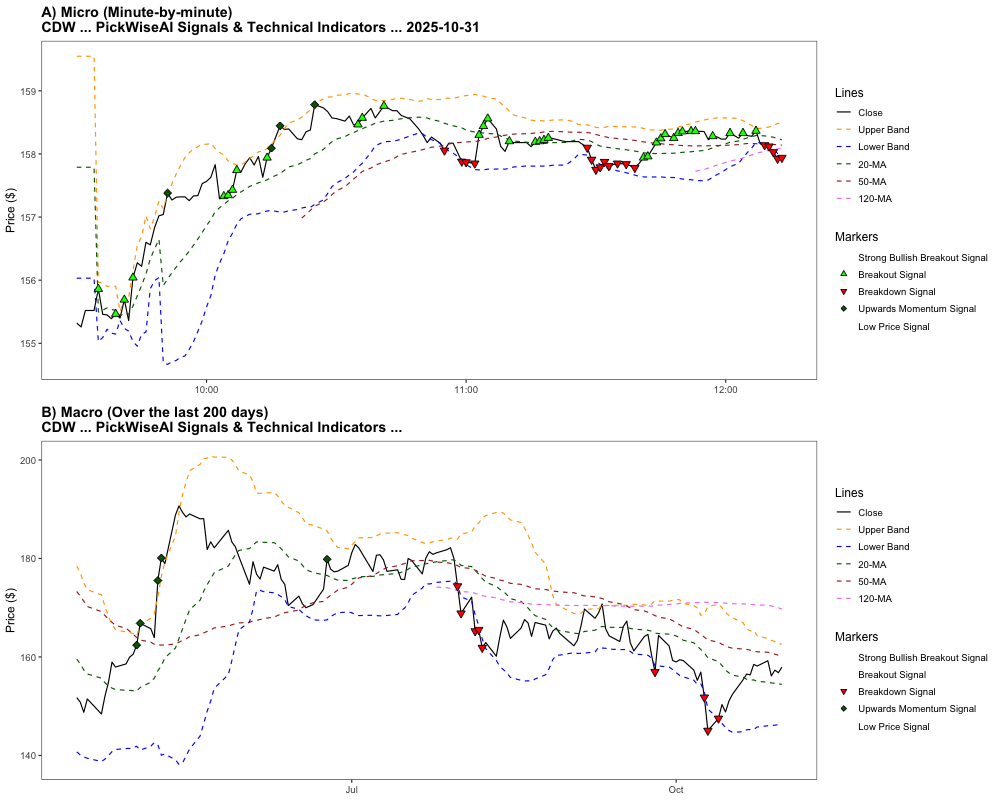 A) Micro (Minute-by-minute)
CDW ... PickWiseAI Signals & Technical Indicators ... 2025-10-31
Price ($)
159
158
157
156
155
10:00
11:00
12:00
Lines
Close
Upper Band
Lower Band
20-MA
50-MA
120-MA
Markers
Strong Bullish Breakout Signal
Breakout Signal
Breakdown Signal
Upwards Momentum Signal
Low Price Signal
B) Macro (Over the last 200 days)
CDW ... PickWiseAI Signals & Technical Indicators ...
Price ($)
200
180
160
140
Jul
Oct
Lines
Close
Upper Band
Lower Band
20-MA
50-MA
120-MA
Markers
Strong Bullish Breakout Signal
Breakout Signal
Breakdown Signal
Upwards Momentum Signal
Low Price Signal